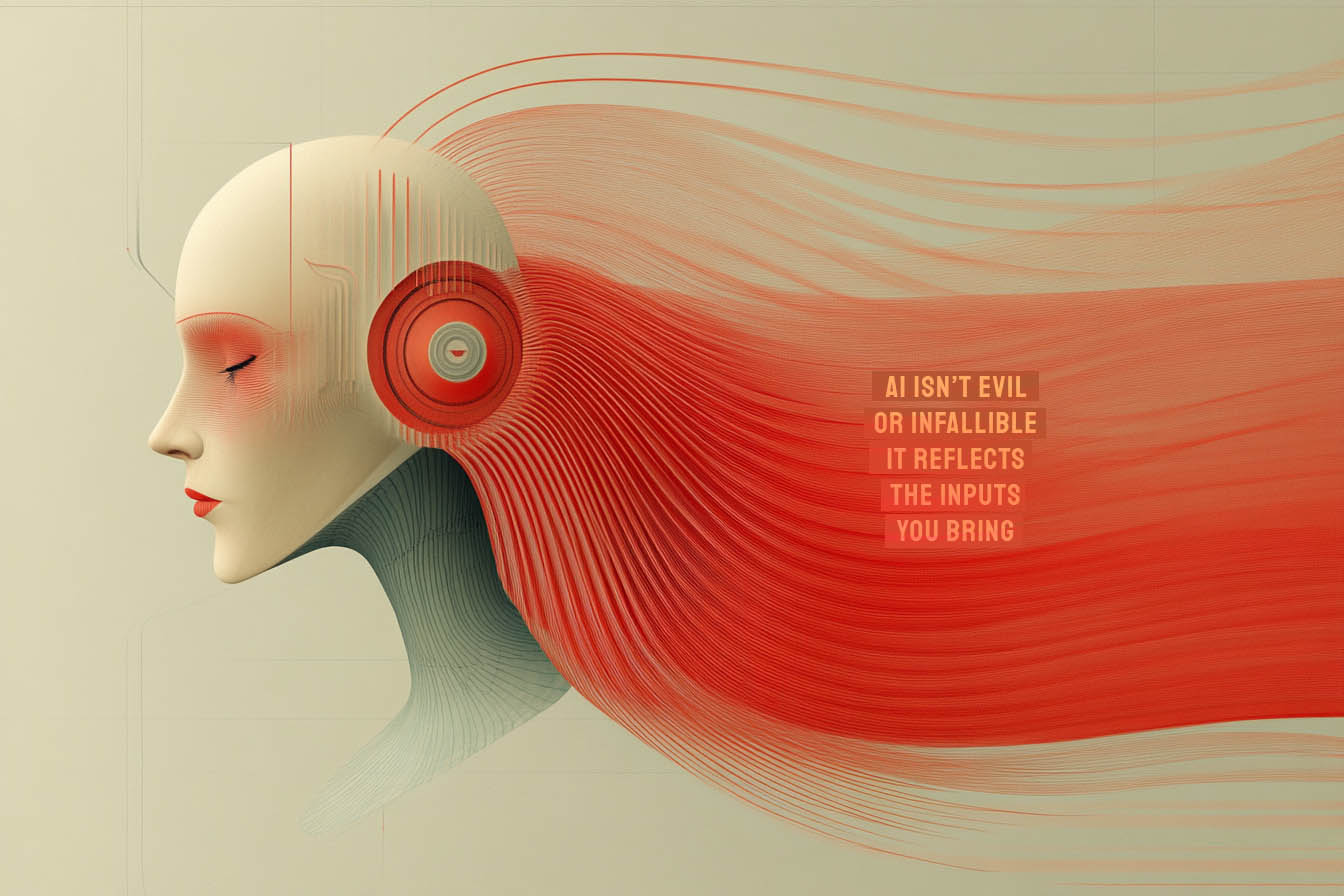 AI ISN'T EVIL
OR INFALLIBLE
IT REFLECTS
THE INPUTS
YOU BRING